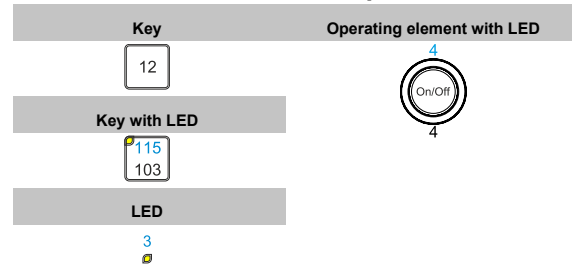 Key
12
Key with LED
115
103
LED
3
Operating element with LED
4
On/Off
4